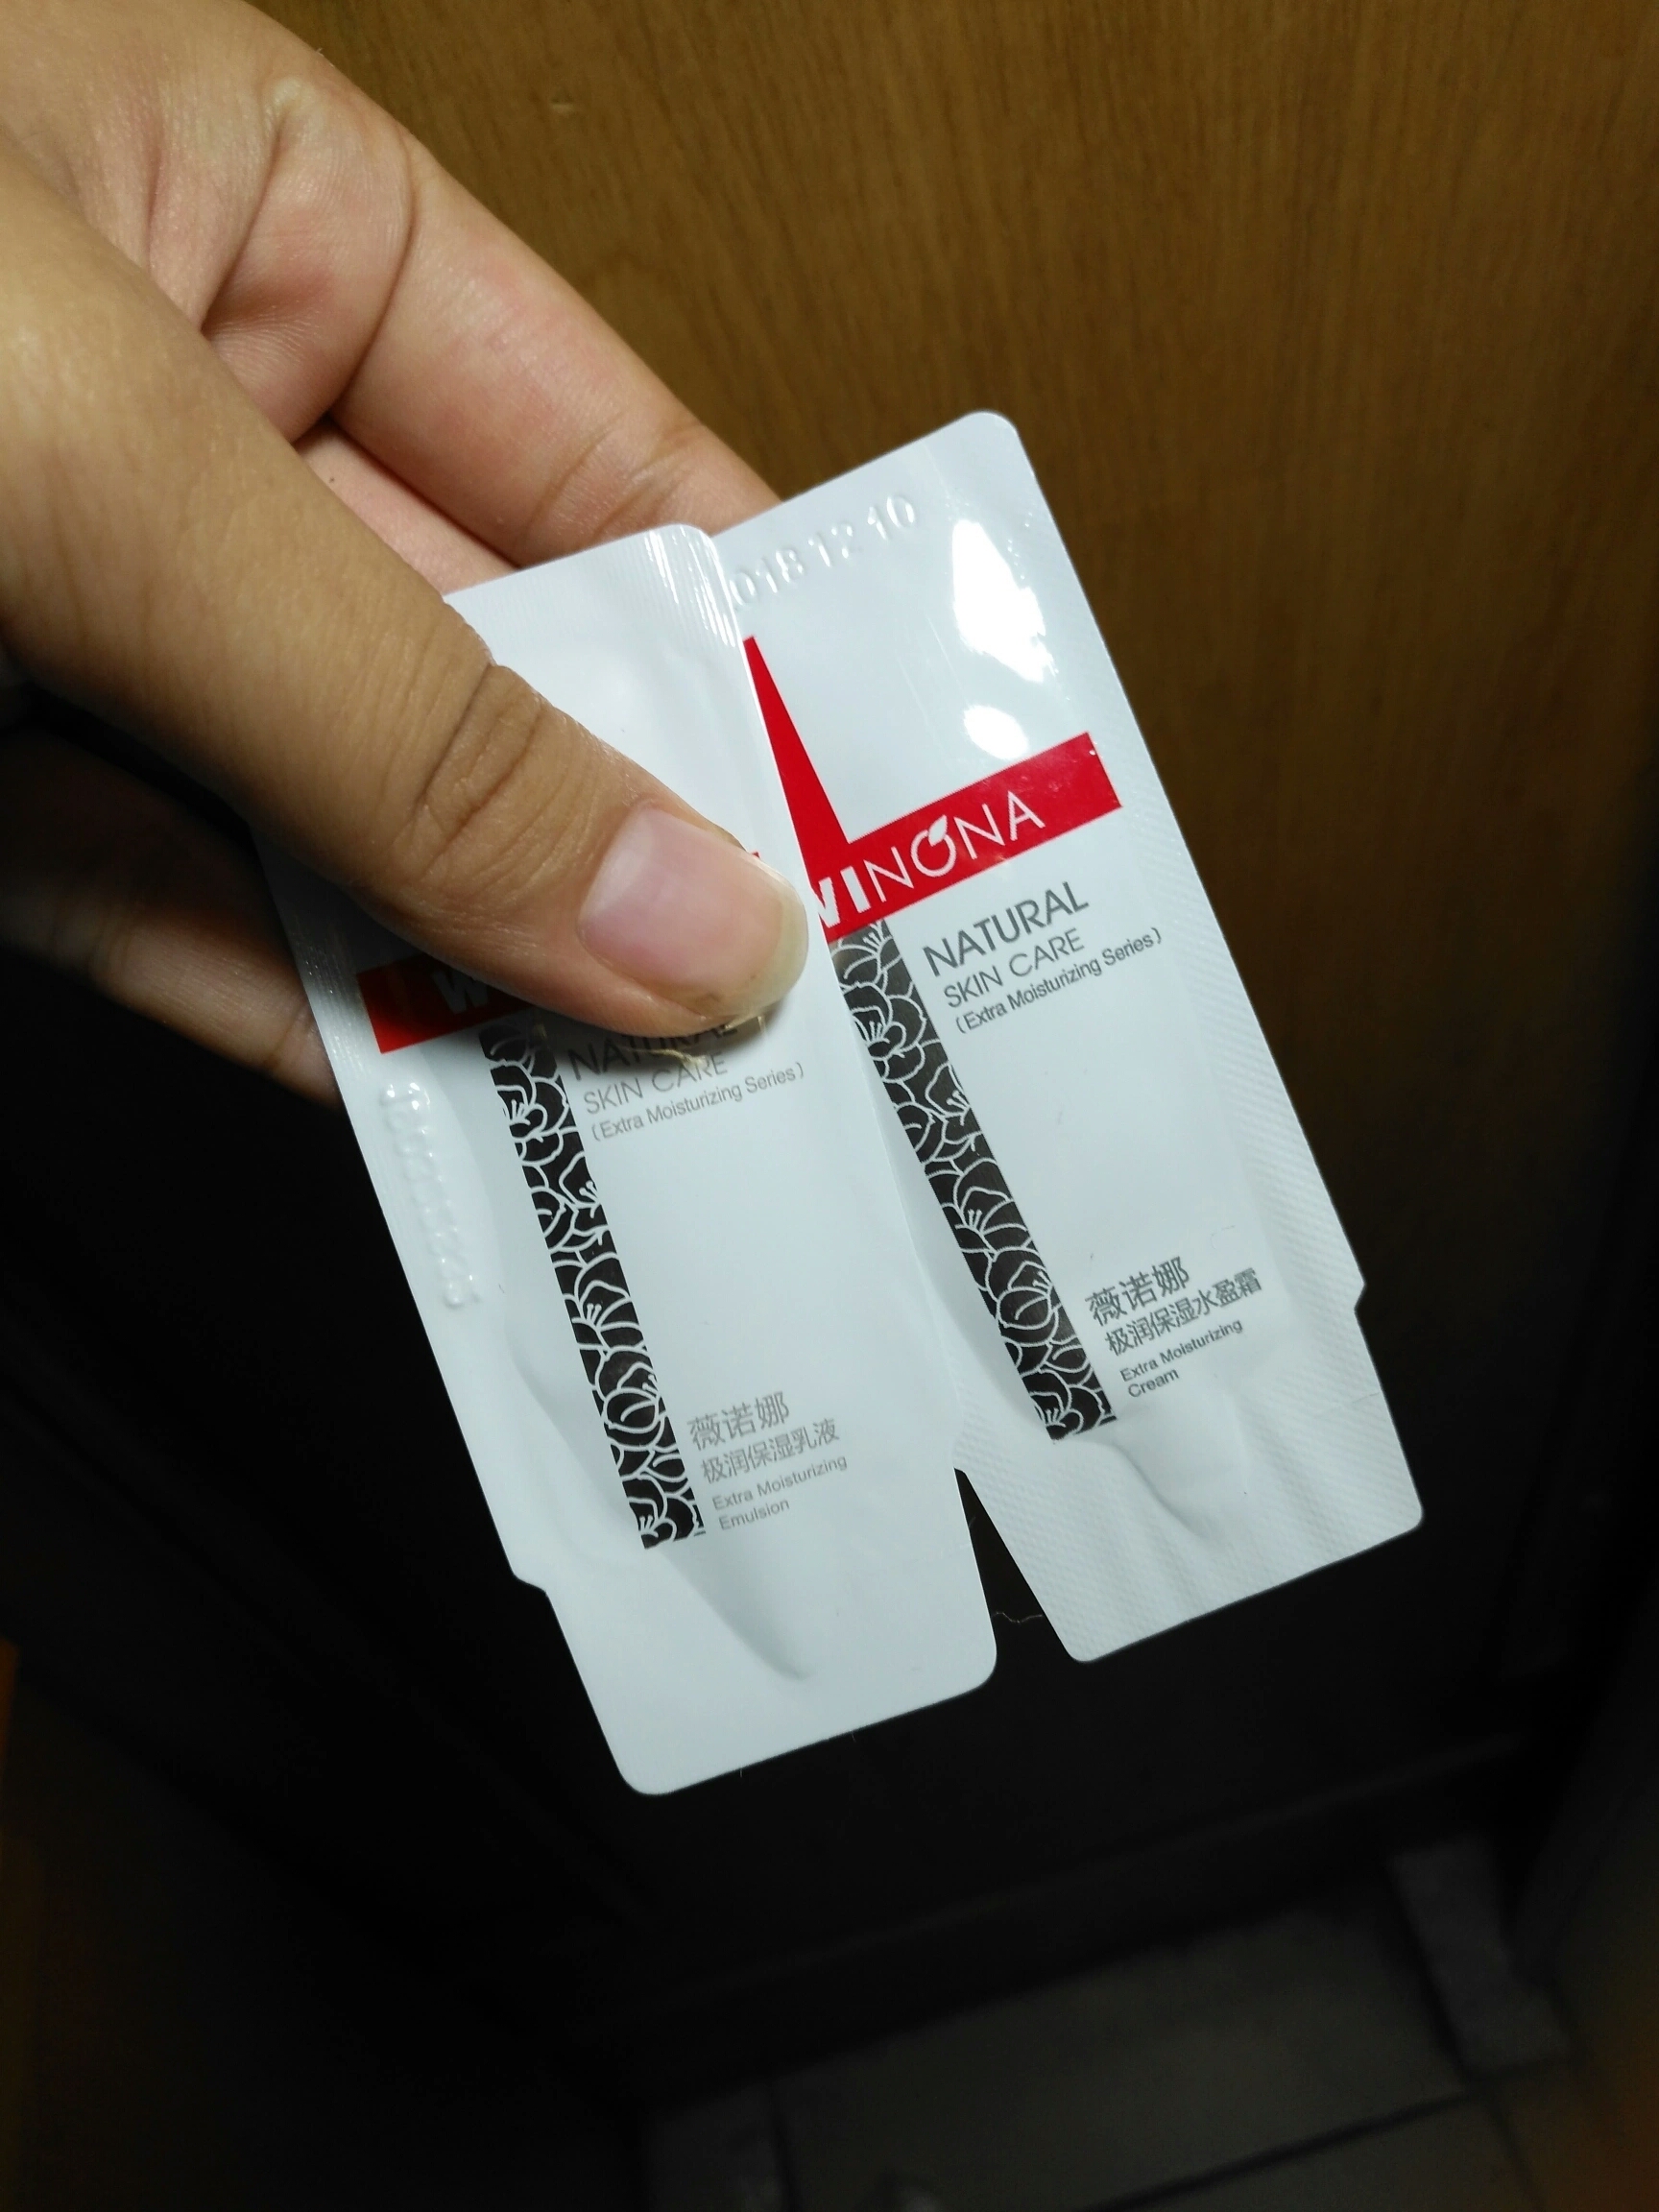 W
NATURAL
SKIN CARE
(Extra Moisturizing Series)
薇诺娜
极润保湿乳液
Extra Moisturizing
Emulsion
018 12 10
WINONA
NATURAL
SKIN CARE
(Extra Moisturizing Series)
薇诺娜
极润保湿水盈霜
Extra Moisturizing
Cream